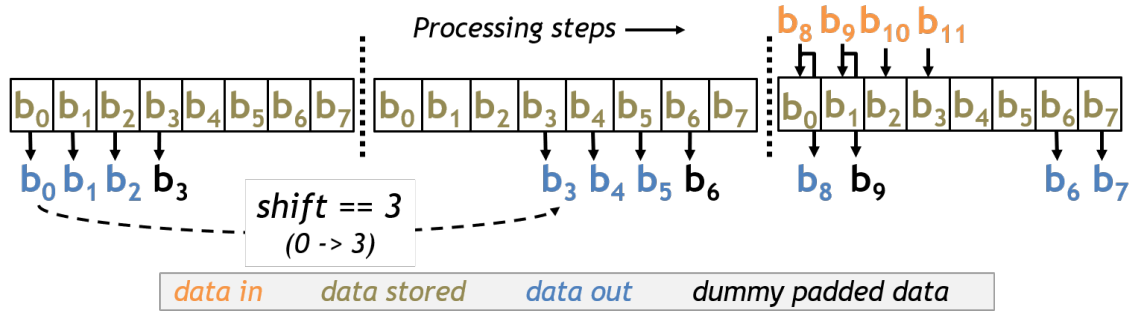 Processing steps
b8 b9 b10 b11
b0 b1 b2 b3 b4 b5 b6 b7 b0 b1 b2 b3 b4 b5 b6 b7 b0 b1 b2 b3 b4 b5 b6 b7
b0 b1 b2 b3 b3 b4 b5 b6 b8 b9 b6 b7
shift == 3
(0 -> 3)
data in data stored data out dummy padded data